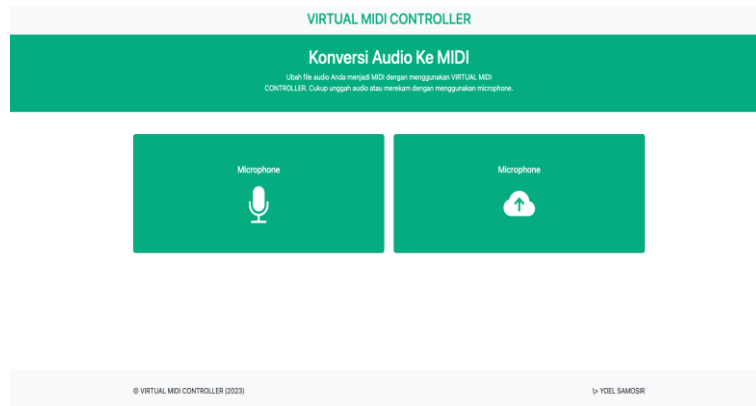 VIRTUAL MIDI CONTROLLER
Konversi Audio Ke MIDI
Ubah file audio Anda menjadi MIDI dengan menggunakan VIRTUAL MIDI
CONTROLLER. Cukup unggah audio atau merekam dengan menggunakan microphone.
Microphone
Microphone
© VIRTUAL MIDI CONTROLLER (2023)
\> YOEL SAMOSIR